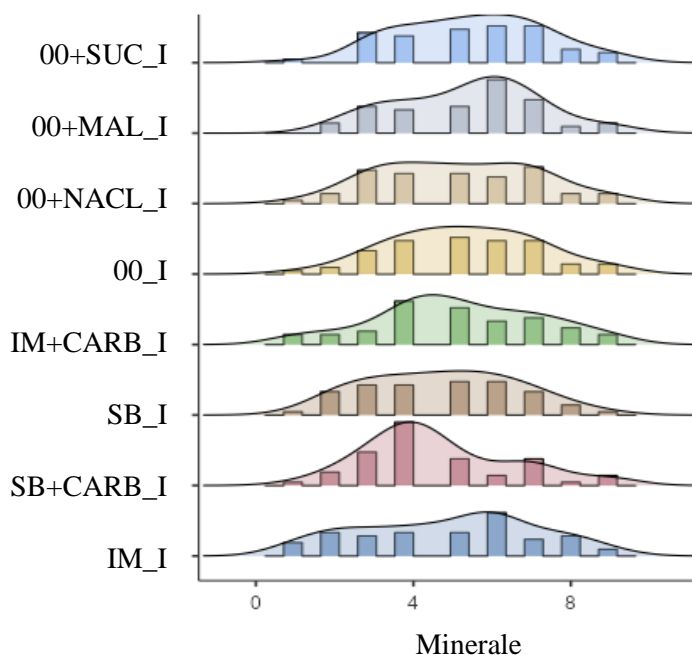 00+SUC_I
00+MAL_I
00+NACL_I
00_I
IM+CARB_I
SB_I
SB+CARB_I
IM_I
0 4 8
Minerale